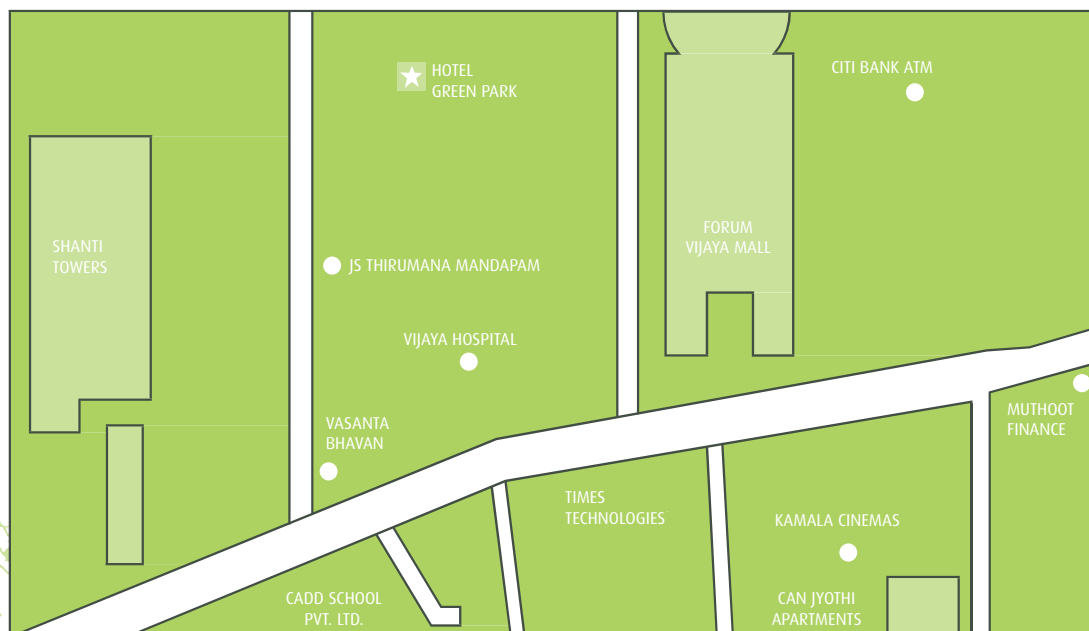 HOTEL
GREEN PARK
CITI BANK ATM
FORUM
VIJAYA MALL
SHANTI
TOWERS
JS THIRUMANA MANDAPAM
VIJAYA HOSPITAL
VASANTA
BHAVAN
MUTHOOT
FINANCE
TIMES
TECHNOLOGIES
KAMALA CINEMAS
CADD SCHOOL
PVT. LTD.
CAN JYOTHI
APARTMENTS